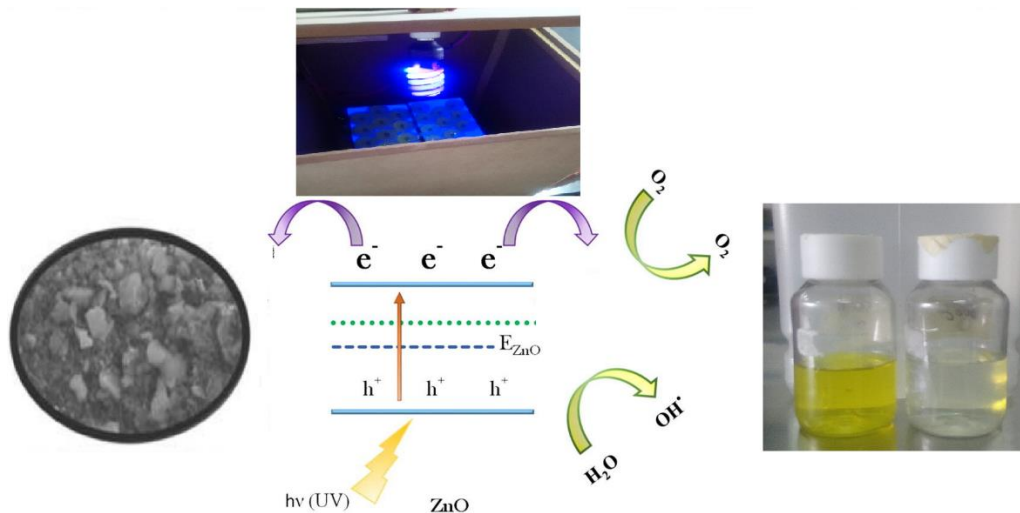 O₂
O₂
e⁻ e⁻ e⁻
E_ZnO
h⁺ h⁺ h⁺
OH•
H₂O
hν (UV)
ZnO